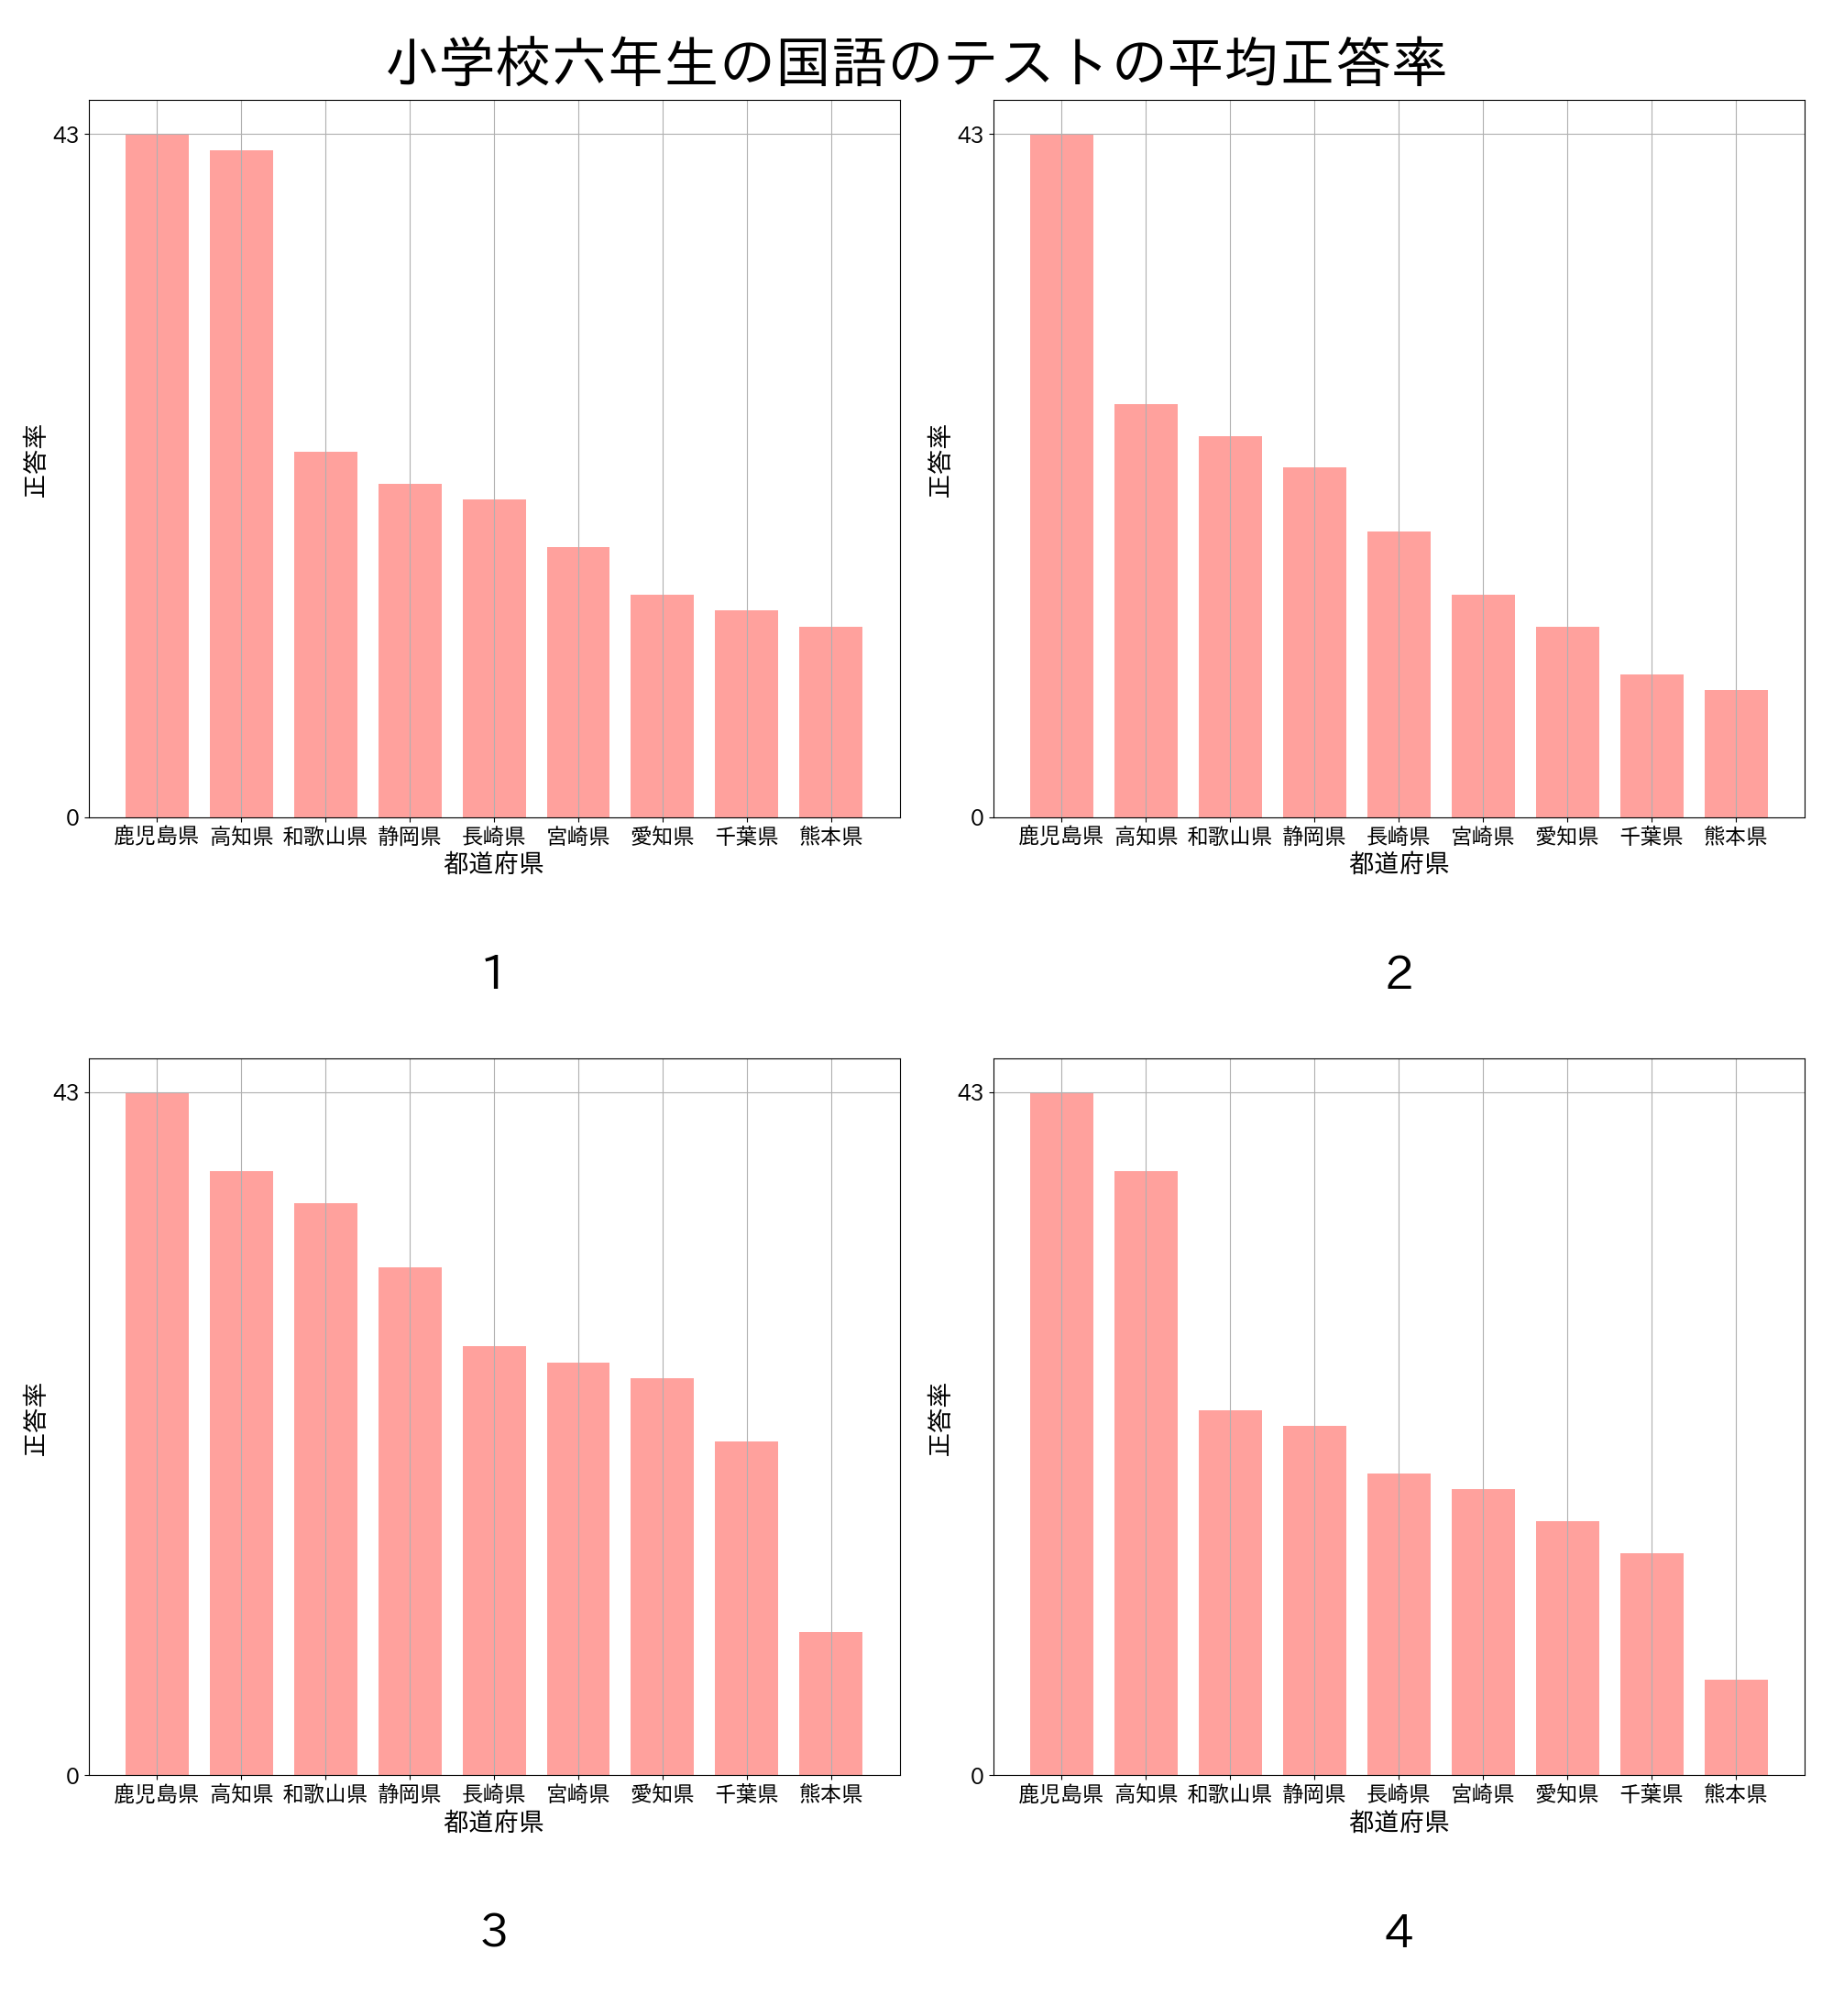 小学校六年生の国語のテストの平均正答率
43
0
正答率
鹿児島県 高知県 和歌山県 静岡県 長崎県 宮崎県 愛知県 千葉県 熊本県
都道府県
1
43
0
正答率
鹿児島県 高知県 和歌山県 静岡県 長崎県 宮崎県 愛知県 千葉県 熊本県
都道府県
2
43
0
正答率
鹿児島県 高知県 和歌山県 静岡県 長崎県 宮崎県 愛知県 千葉県 熊本県
都道府県
3
43
0
正答率
鹿児島県 高知県 和歌山県 静岡県 長崎県 宮崎県 愛知県 千葉県 熊本県
都道府県
4